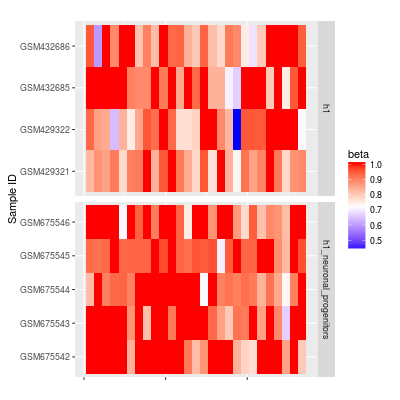 GSM432686
GSM432685
GSM429322
GSM429321
h1
GSM675546
GSM675545
GSM675544
GSM675543
GSM675542
h1_neuronal_progenitors
Sample ID
beta
1.0
0.9
0.8
0.7
0.6
0.5